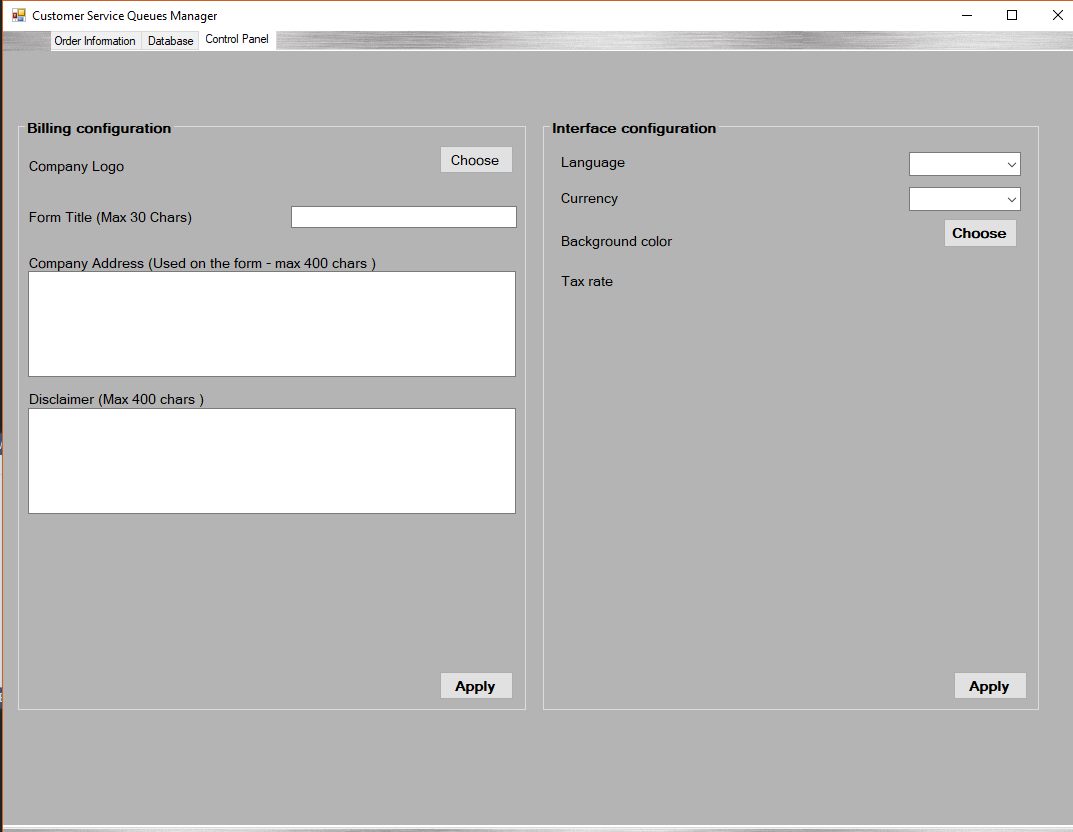 Customer Service Queues Manager
Order Information
Database
Control Panel
Billing configuration
Company Logo
Choose
Form Title (Max 30 Chars)
Company Address (Used on the form - max 400 chars )
Disclaimer (Max 400 chars )
Apply
Interface configuration
Language
Currency
Background color
Choose
Tax rate
Apply